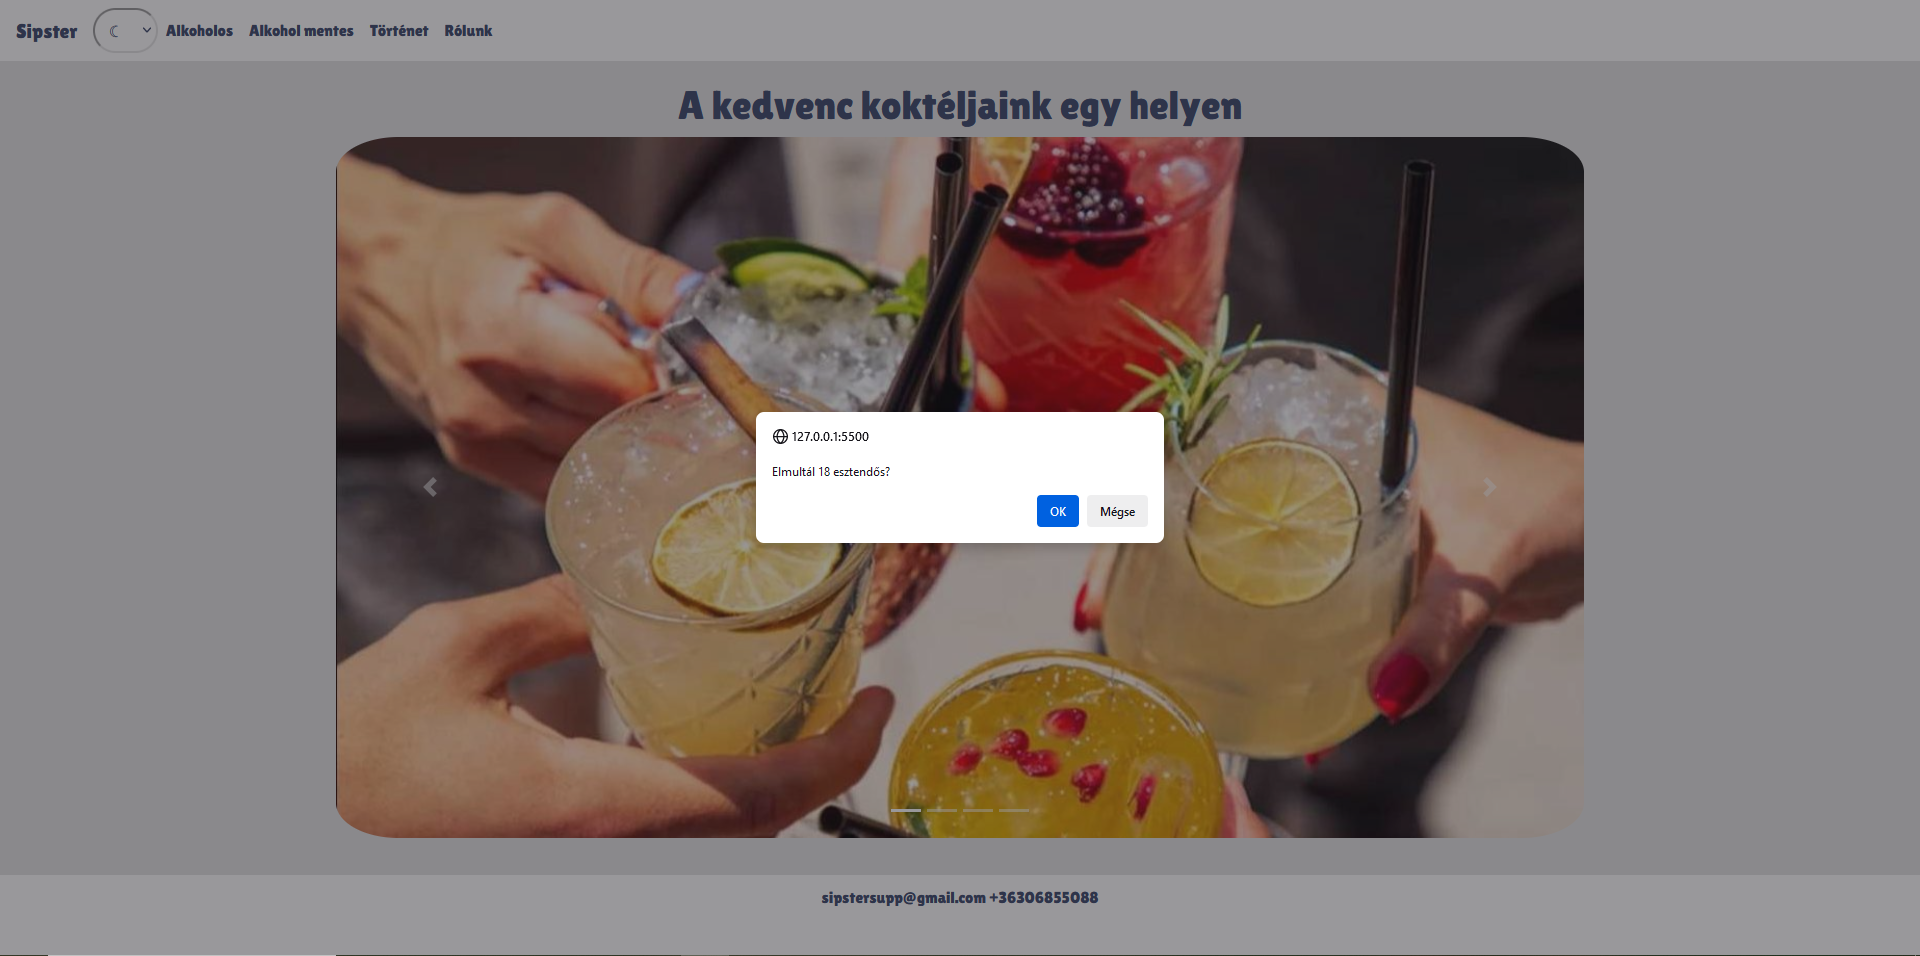 Sipster ☾ Alkoholos Alkohol mentes Történet Rólunk
A kedvenc koktéljaink egy helyen
127.0.0.1:5500
Elmultál 18 esztendős?
OK Mégse
sipstersupp@gmail.com +36306855088